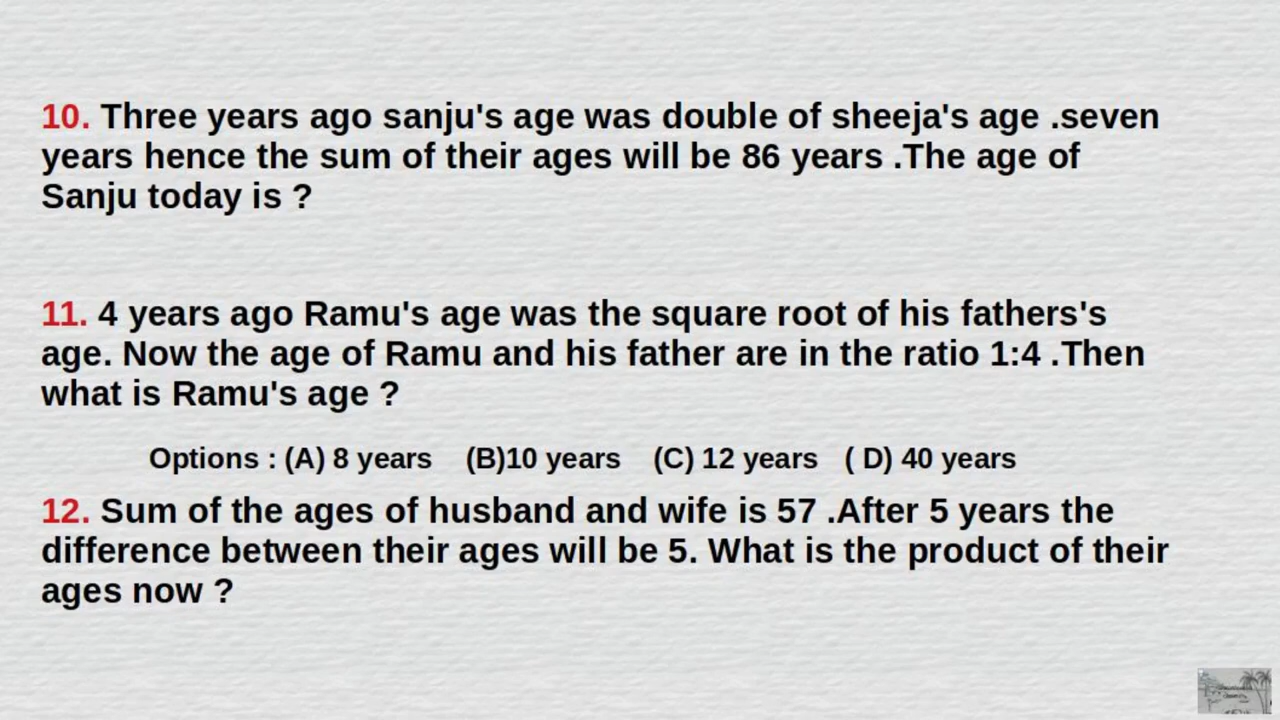 10. Three years ago sanju's age was double of sheeja's age .seven
years hence the sum of their ages will be 86 years .The age of
Sanju today is ?
11. 4 years ago Ramu's age was the square root of his fathers's
age. Now the age of Ramu and his father are in the ratio 1:4 .Then
what is Ramu's age ?
Options : (A) 8 years (B)10 years (C) 12 years ( D) 40 years
12. Sum of the ages of husband and wife is 57 .After 5 years the
difference between their ages will be 5. What is the product of their
ages now ?